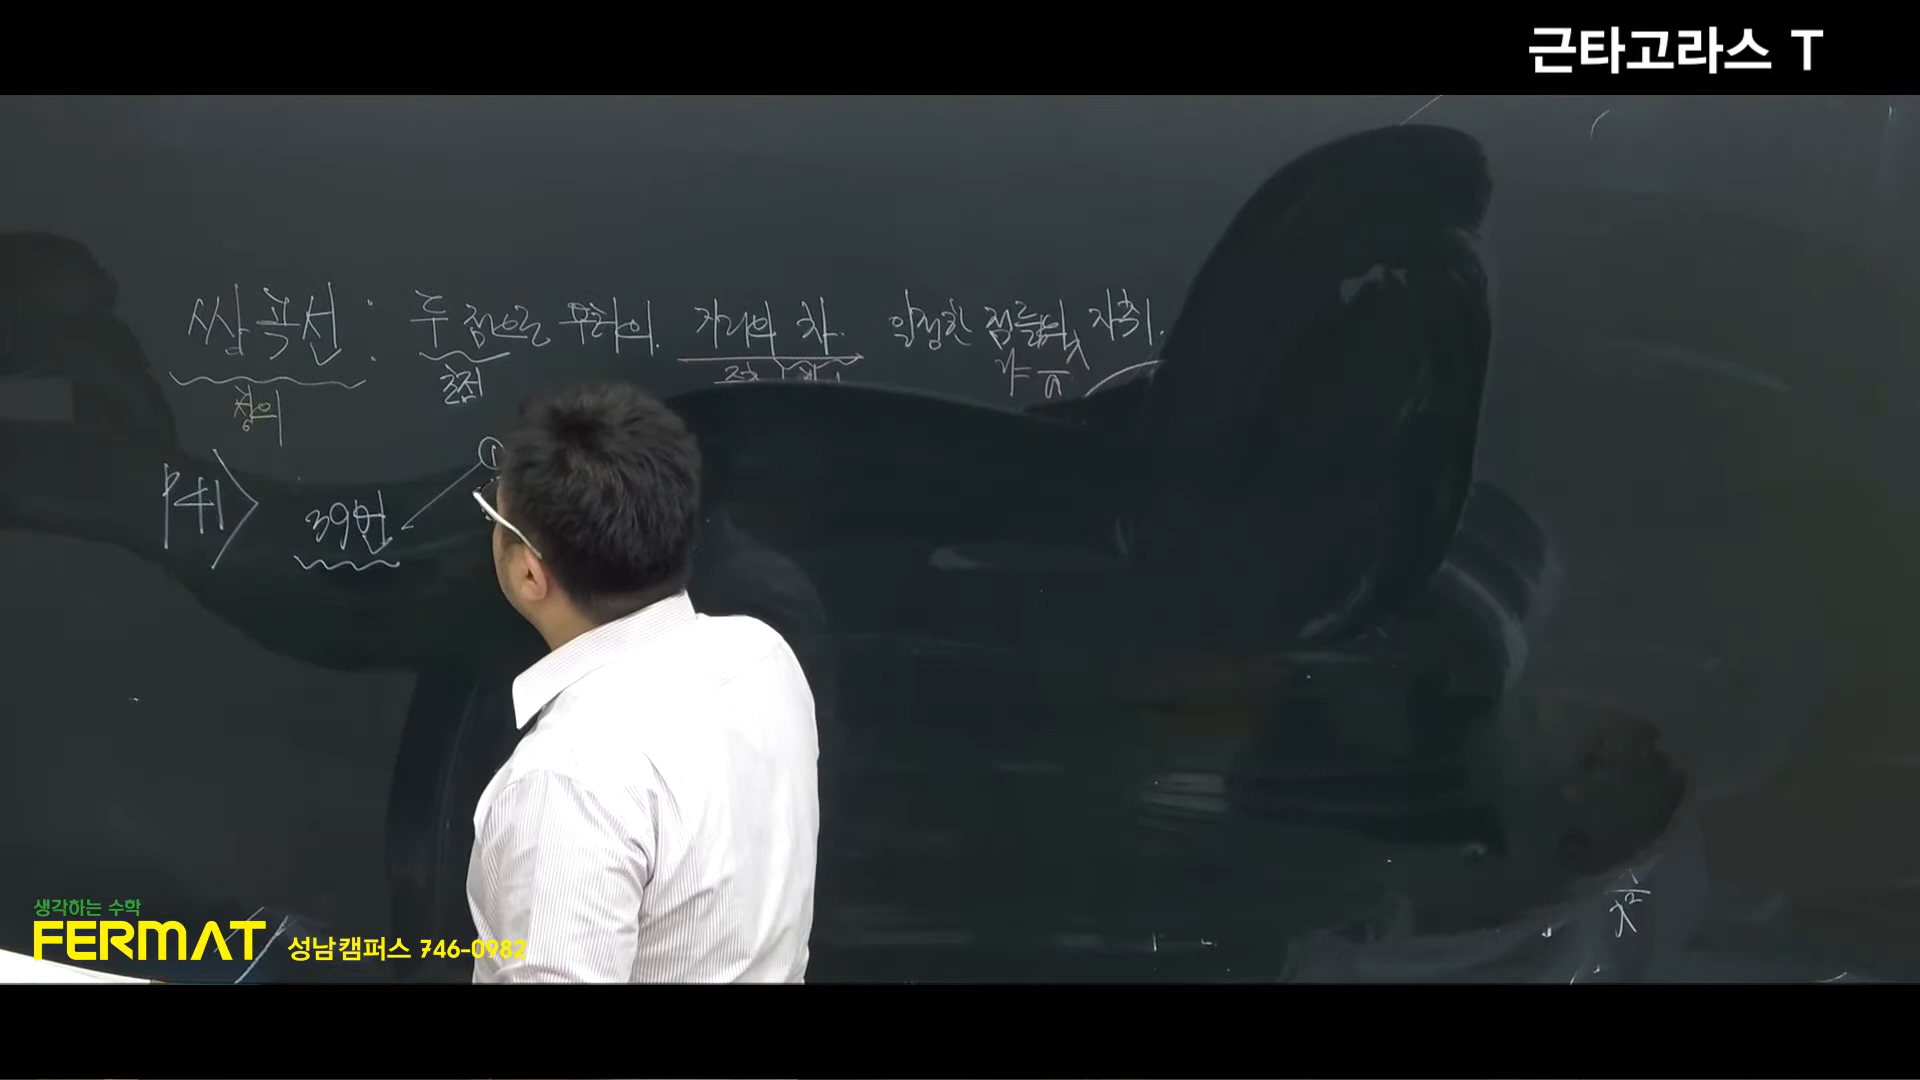 근타고라스 T
쌍곡선: 두 점으로 부터의 거리의 차 일정한 점들의 자취.
정의 초점
①
39번
생각하는 수학
FERMAT 성남캠퍼스 746-0982